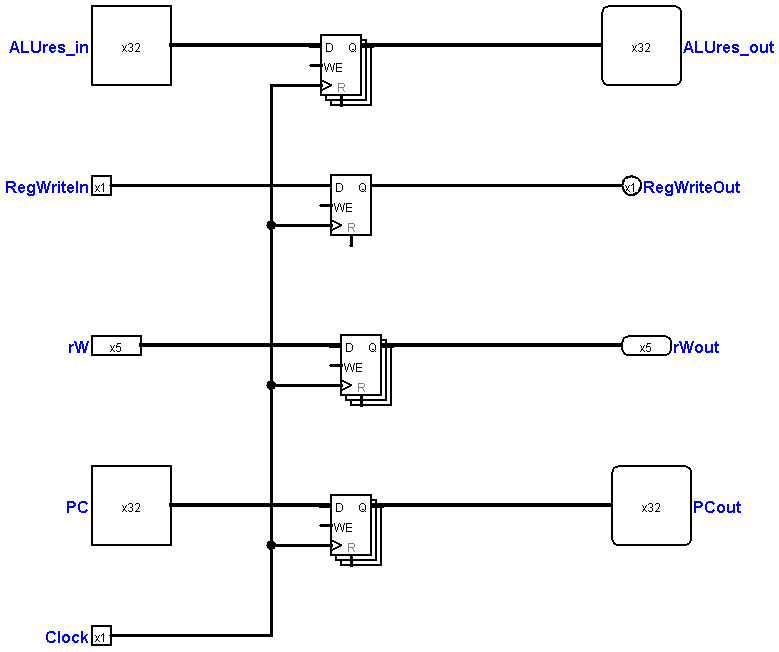 ALUres_in x32 D Q WE R x32 ALUres_out
RegWriteIn x1 D Q WE R x1 RegWriteOut
rW x5 D Q WE R x5 rWout
PC x32 D Q WE R x32 PCout
Clock x1